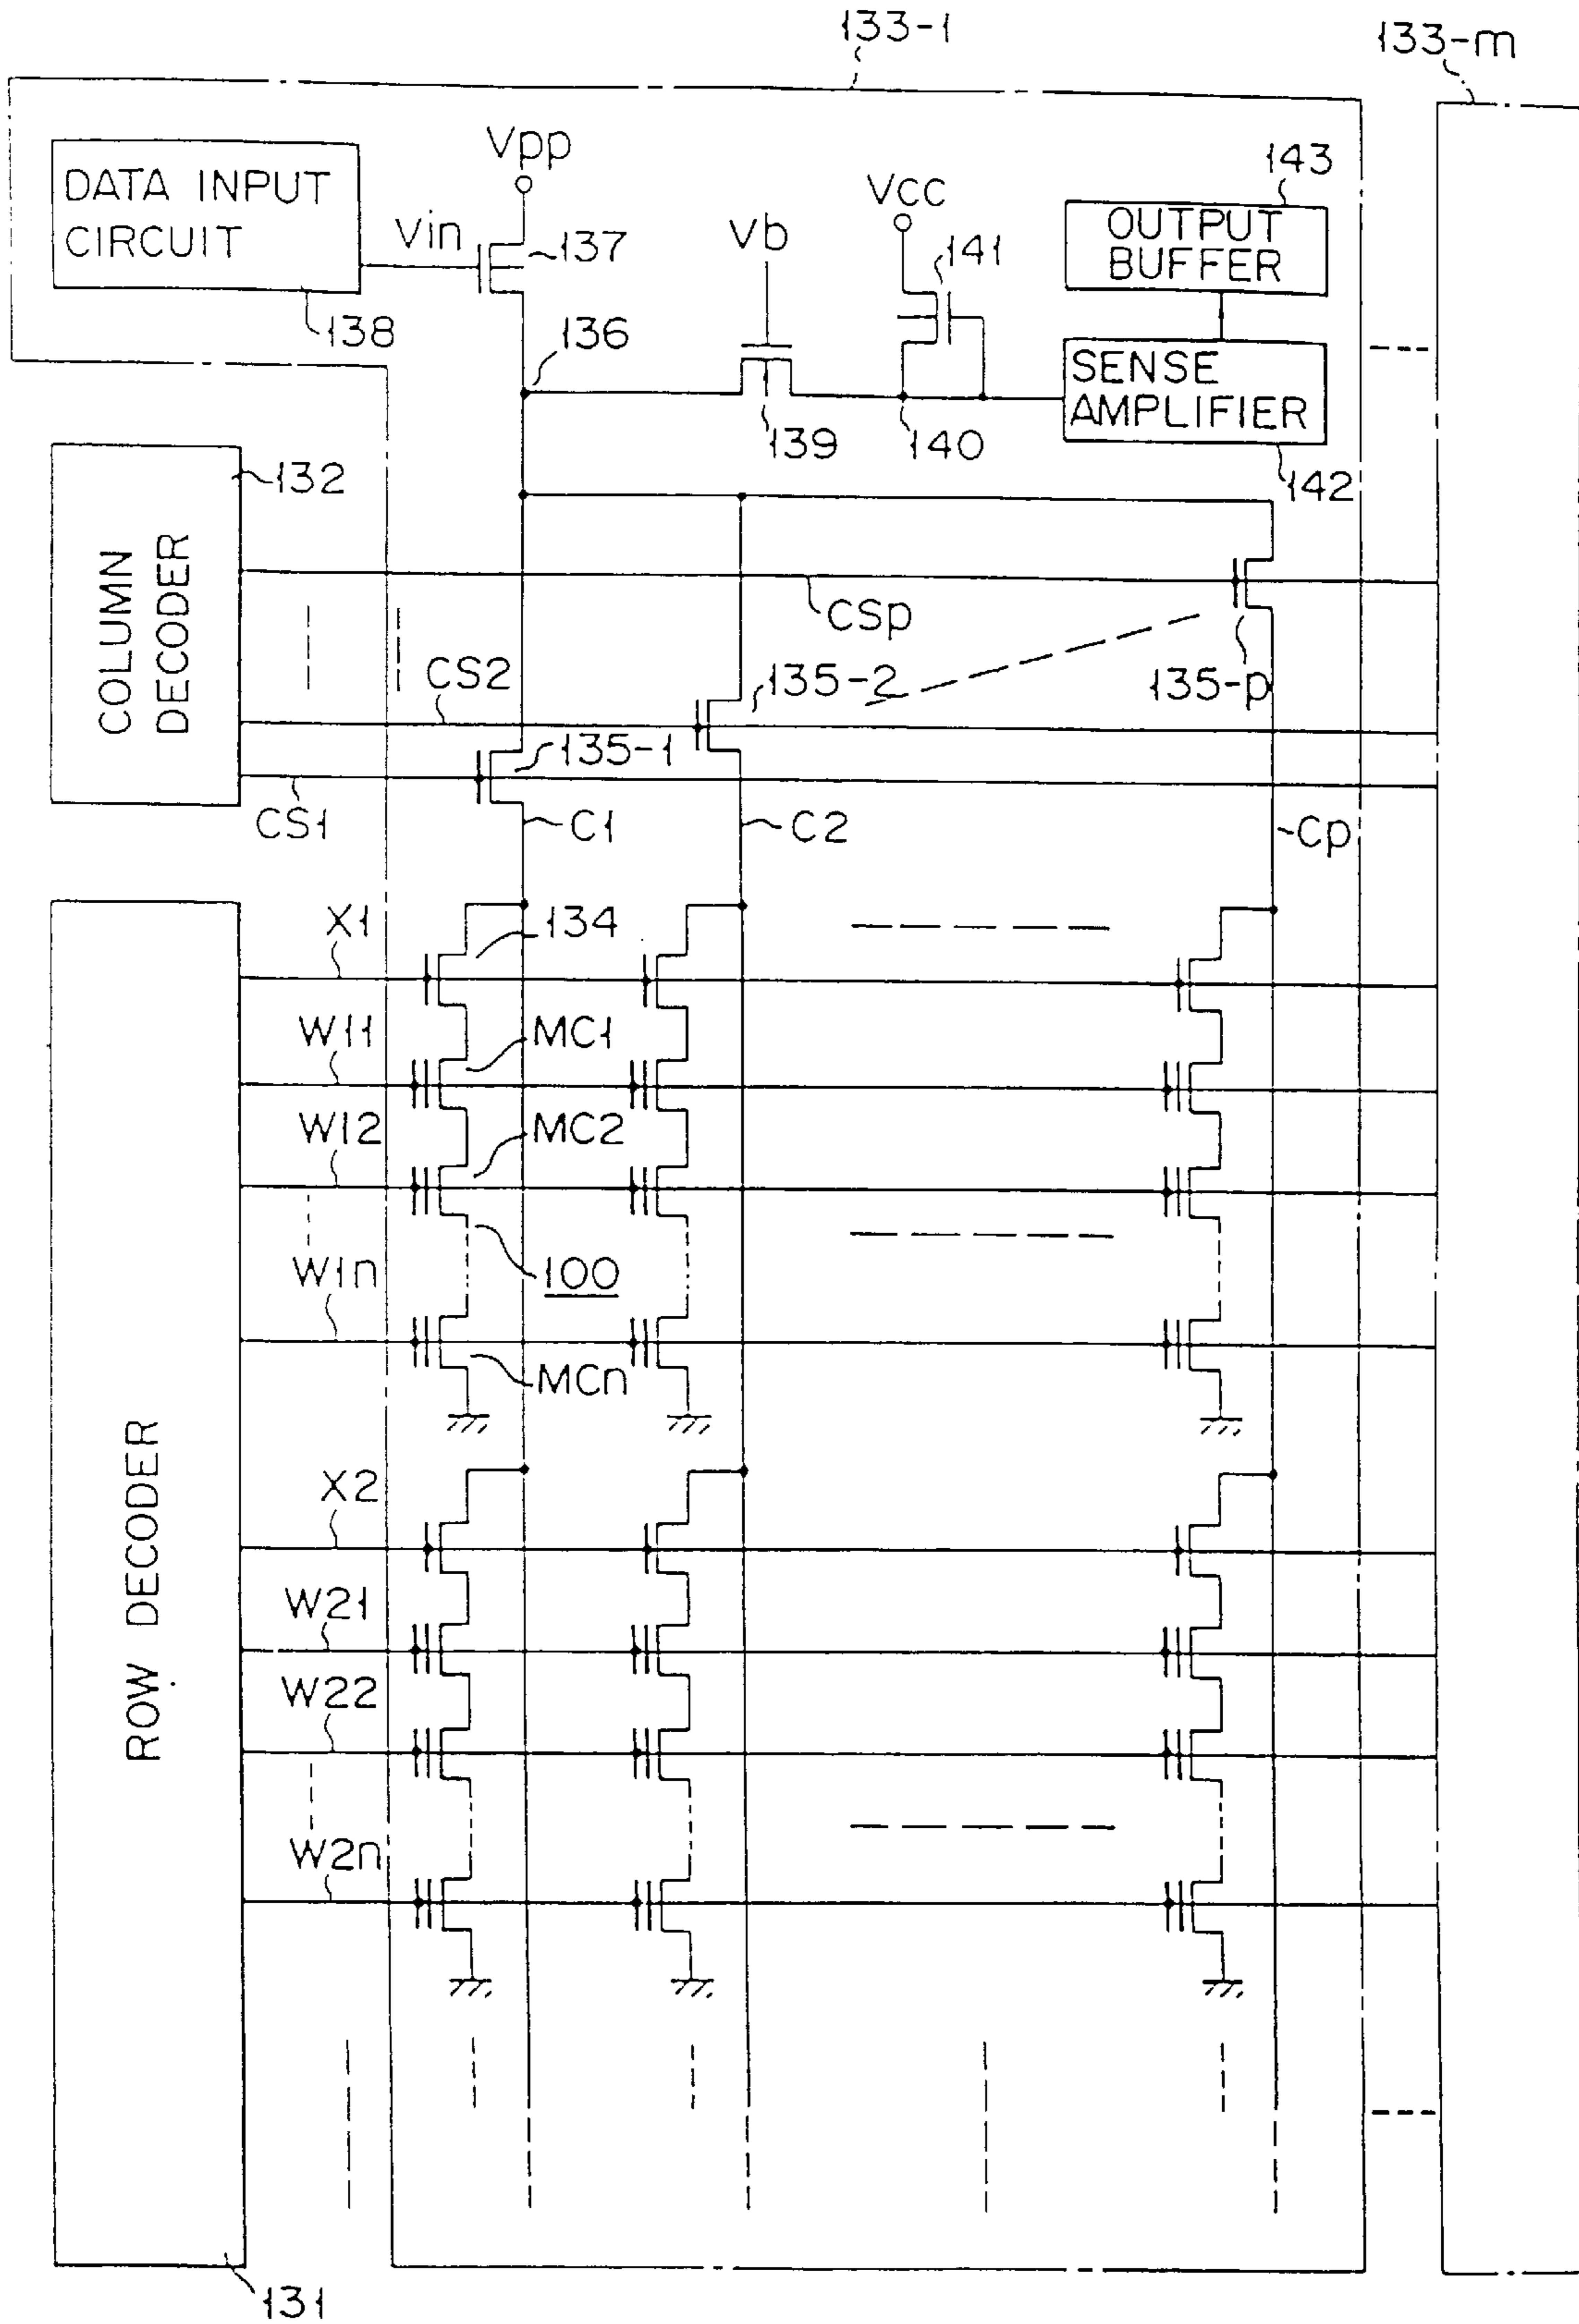 133-1
133-m
DATA INPUT
CIRCUIT
138
Vpp
Vin
137
136
Vb
139
Vcc
141
140
143
OUTPUT
BUFFER
SENSE
AMPLIFIER
142
132
COLUMN
DECODER
CSp
135-p
CS2
135-2
135-1
CS1
C1
C2
Cp
X1
134
W11
MC1
W12
MC2
100
W1n
MCn
ROW DECODER
X2
W21
W22
W2n
131